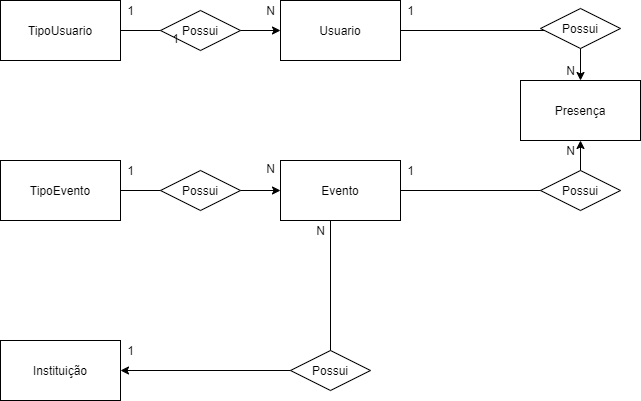 1
N
1
TipoUsuario
Possui
1
Usuario
Possui
N
Presença
N
1
N
1
TipoEvento
Possui
Evento
Possui
N
1
Instituição
Possui